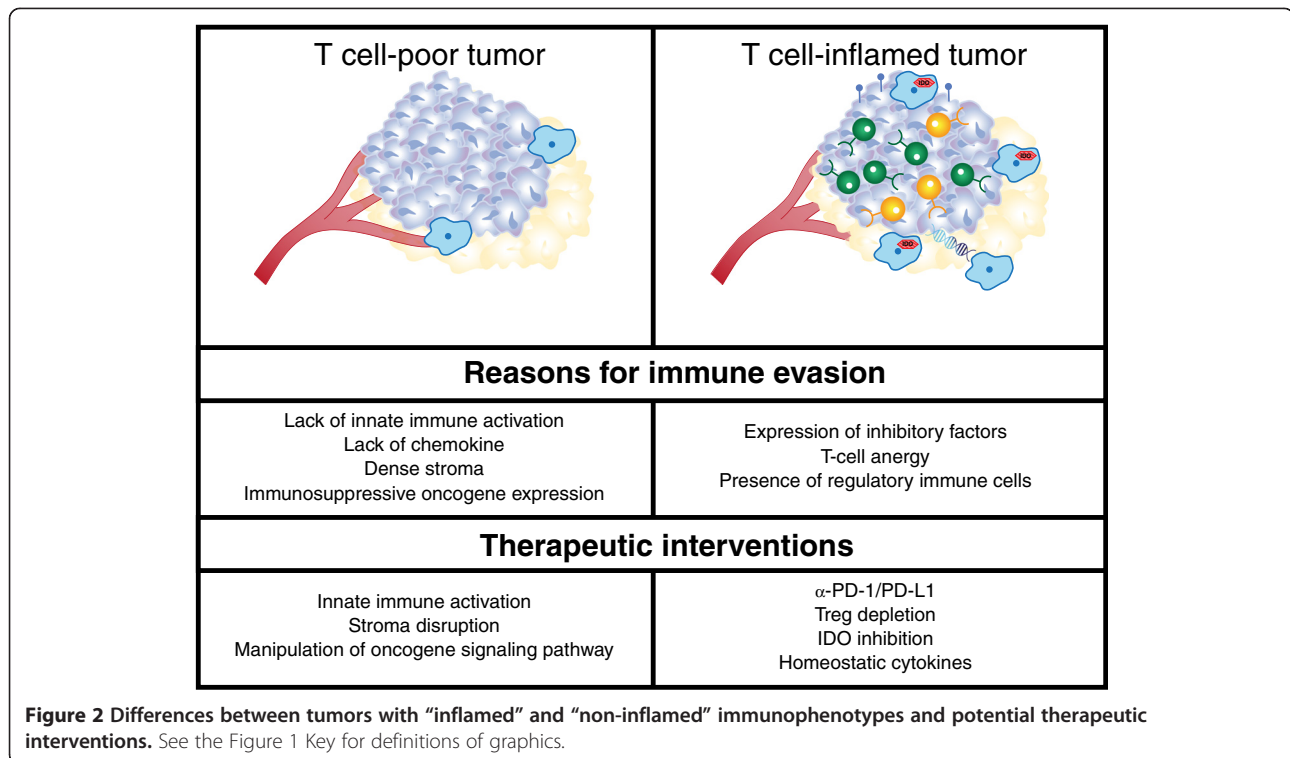 T cell-poor tumor
T cell-inflamed tumor
IDO
IDO
IDO
Reasons for immune evasion
Lack of innate immune activation
Lack of chemokine
Dense stroma
Immunosuppressive oncogene expression
Expression of inhibitory factors
T-cell anergy
Presence of regulatory immune cells
Therapeutic interventions
Innate immune activation
Stroma disruption
Manipulation of oncogene signaling pathway
α-PD-1/PD-L1
Treg depletion
IDO inhibition
Homeostatic cytokines
Figure 2 Differences between tumors with “inflamed” and “non-inflamed” immunophenotypes and potential therapeutic
interventions. See the Figure 1 Key for definitions of graphics.